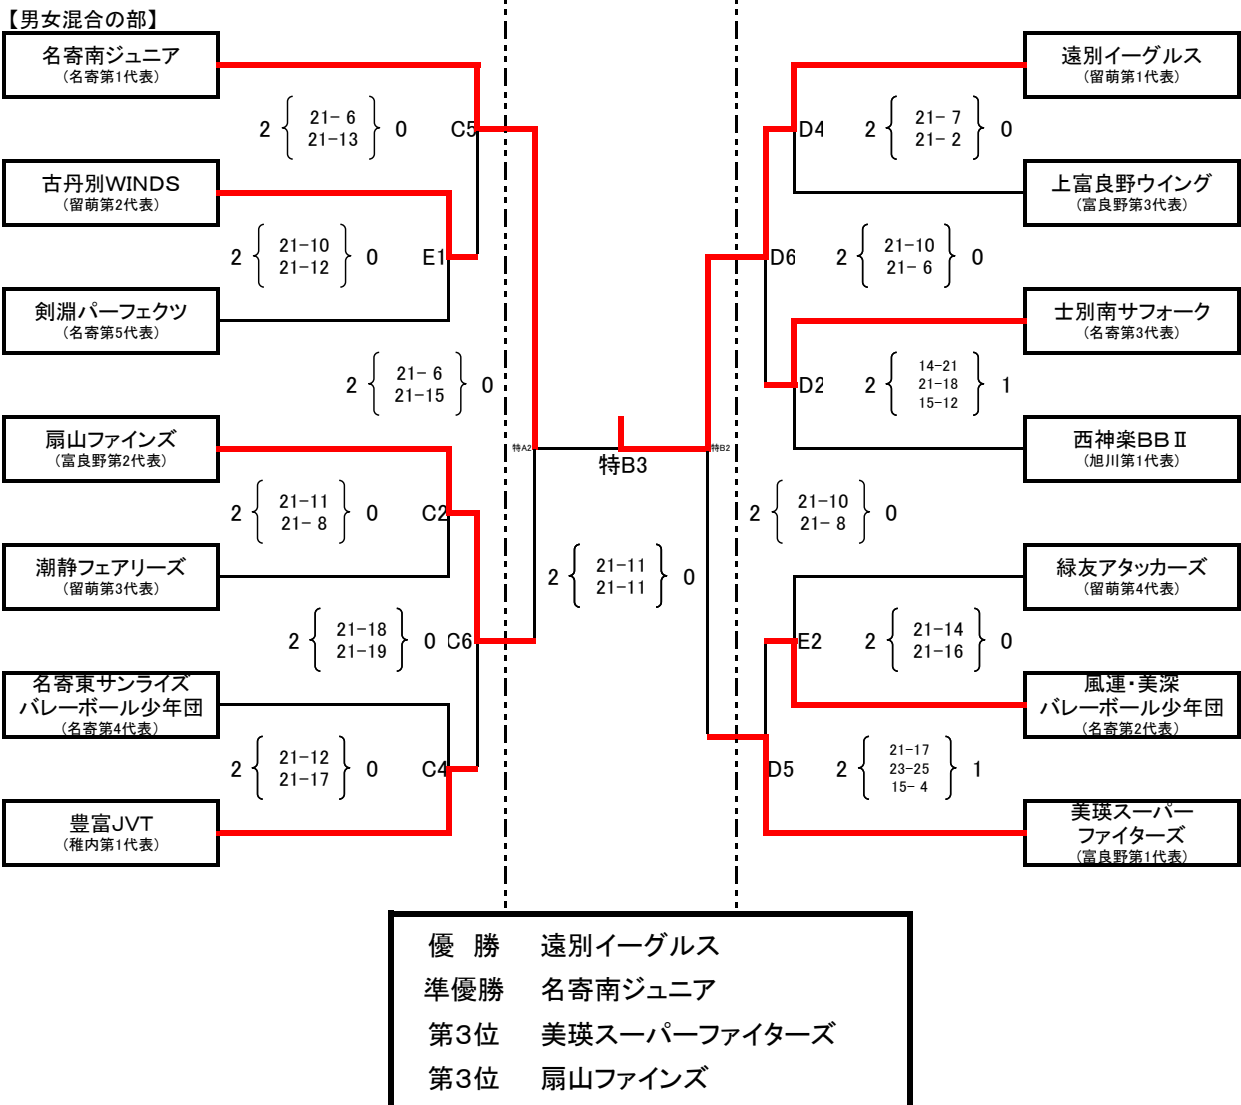 【男女混合の部】
名寄南ジュニア
(名寄第1代表)
2 21- 6 0 C5
21-13
古丹別WINDS
(留萌第2代表)
2 21-10 0 E1
21-12
剣淵パーフェクツ
(名寄第5代表)
2 21- 6 0
21-15
扇山ファインズ
(富良野第2代表)
2 21-11 0 C2
21- 8
潮静フェアリーズ
(留萌第3代表)
2 21-18 0 C6
21-19
名寄東サンライズ
バレーボール少年団
(名寄第4代表)
2 21-12 0 C4
21-17
豊富JVT
(稚内第1代表)
特A2
特B3
特B2
2 21-11 0
21-11
遠別イーグルス
(留萌第1代表)
D4 2 21- 7 0
21- 2
上富良野ウイング
(富良野第3代表)
D6 2 21-10 0
21- 6
士別南サフォーク
(名寄第3代表)
D2 2 14-21 1
21-18
15-12
西神楽BBⅡ
(旭川第1代表)
2 21-10 0
21- 8
緑友アタッカーズ
(留萌第4代表)
E2 2 21-14 0
21-16
風連・美深
バレーボール少年団
(名寄第2代表)
D5 2 21-17 1
23-25
15- 4
美瑛スーパー
ファイターズ
(富良野第1代表)
優 勝 遠別イーグルス
準優勝 名寄南ジュニア
第3位 美瑛スーパーファイターズ
第3位 扇山ファインズ